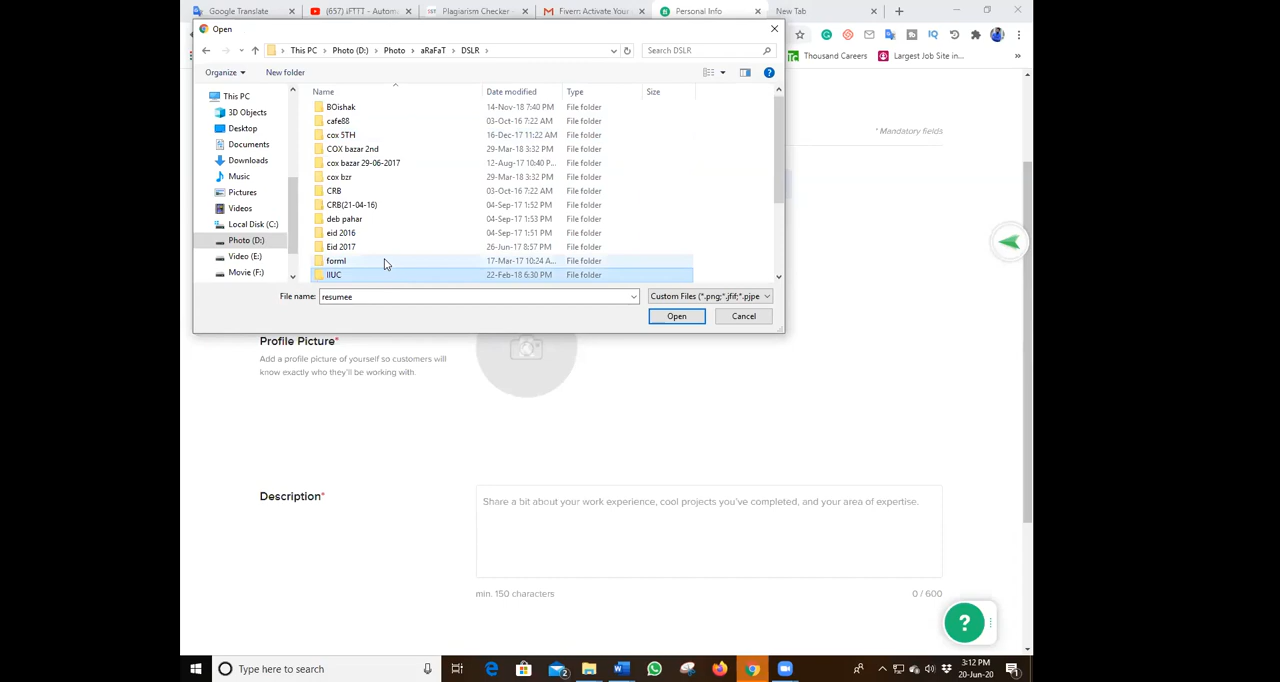 Google Translate
(657) iFTTT - Automa
Plagiarism Checker -
Fiverr: Activate Your
Personal Info
New Tab
Open
This PC > Photo (D:) > Photo > aRaFaT > DSLR >
Search DSLR
Thousand Careers
Largest Job Site in...
»
Organize
New folder
Name
Date modified
Type
Size
This PC
3D Objects
Desktop
Documents
Downloads
Music
Pictures
Videos
Local Disk (C:)
Photo (D:)
Video (E:)
Movie (F:)
BOishak 14-Nov-18 7:40 PM File folder
cafe88 03-Oct-16 7:22 AM File folder
cox 5TH 16-Dec-17 11:22 AM File folder
COX bazar 2nd 29-Mar-18 3:32 PM File folder
cox bazar 29-06-2017 12-Aug-17 10:40 P... File folder
cox bzr 29-Mar-18 3:32 PM File folder
CRB 03-Oct-16 7:22 AM File folder
CRB(21-04-16) 04-Sep-17 1:52 PM File folder
deb pahar 04-Sep-17 1:53 PM File folder
eid 2016 04-Sep-17 1:51 PM File folder
Eid 2017 26-Jun-17 8:57 PM File folder
forml 17-Mar-17 10:24 A... File folder
IIUC 22-Feb-18 6:30 PM File folder
File name: resumee
Custom Files (*.png;*.jfif;*.pjpe
Open
Cancel
* Mandatory fields
Profile Picture*
Add a profile picture of yourself so customers will
know exactly who they'll be working with.
Description*
Share a bit about your work experience, cool projects you've completed, and your area of expertise.
min. 150 characters
0 / 600
?
Type here to search
2
3:12 PM
20-Jun-20
1